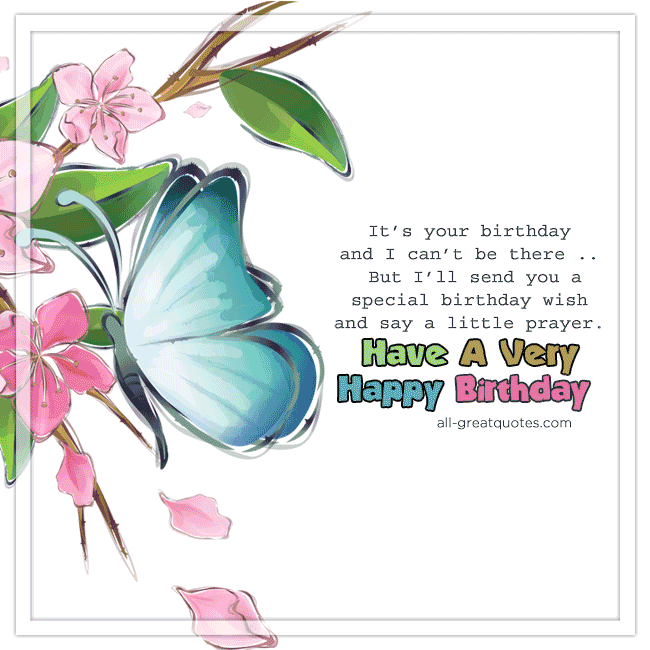 It's your birthday
and I can't be there ..
But I'll send you a
special birthday wish
and say a little prayer.
Have A Very
Happy Birthday
all-greatquotes.com